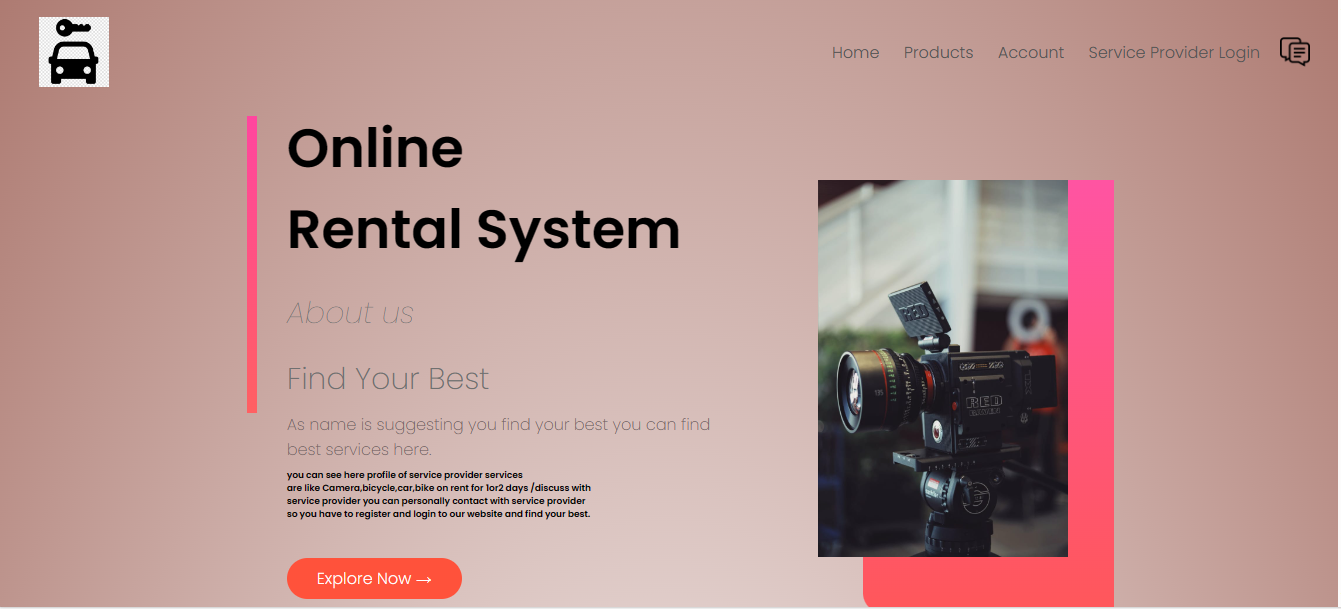 Home Products Account Service Provider Login
Online
Rental System
About us
Find Your Best
As name is suggesting you find your best you can find
best services here.
you can see here profile of service provider services
are like Camera,bicycle,car,bike on rent for 1or2 days /discuss with
service provider you can personally contact with service provider
so you have to register and login to our website and find your best.
Explore Now →
RED
RED